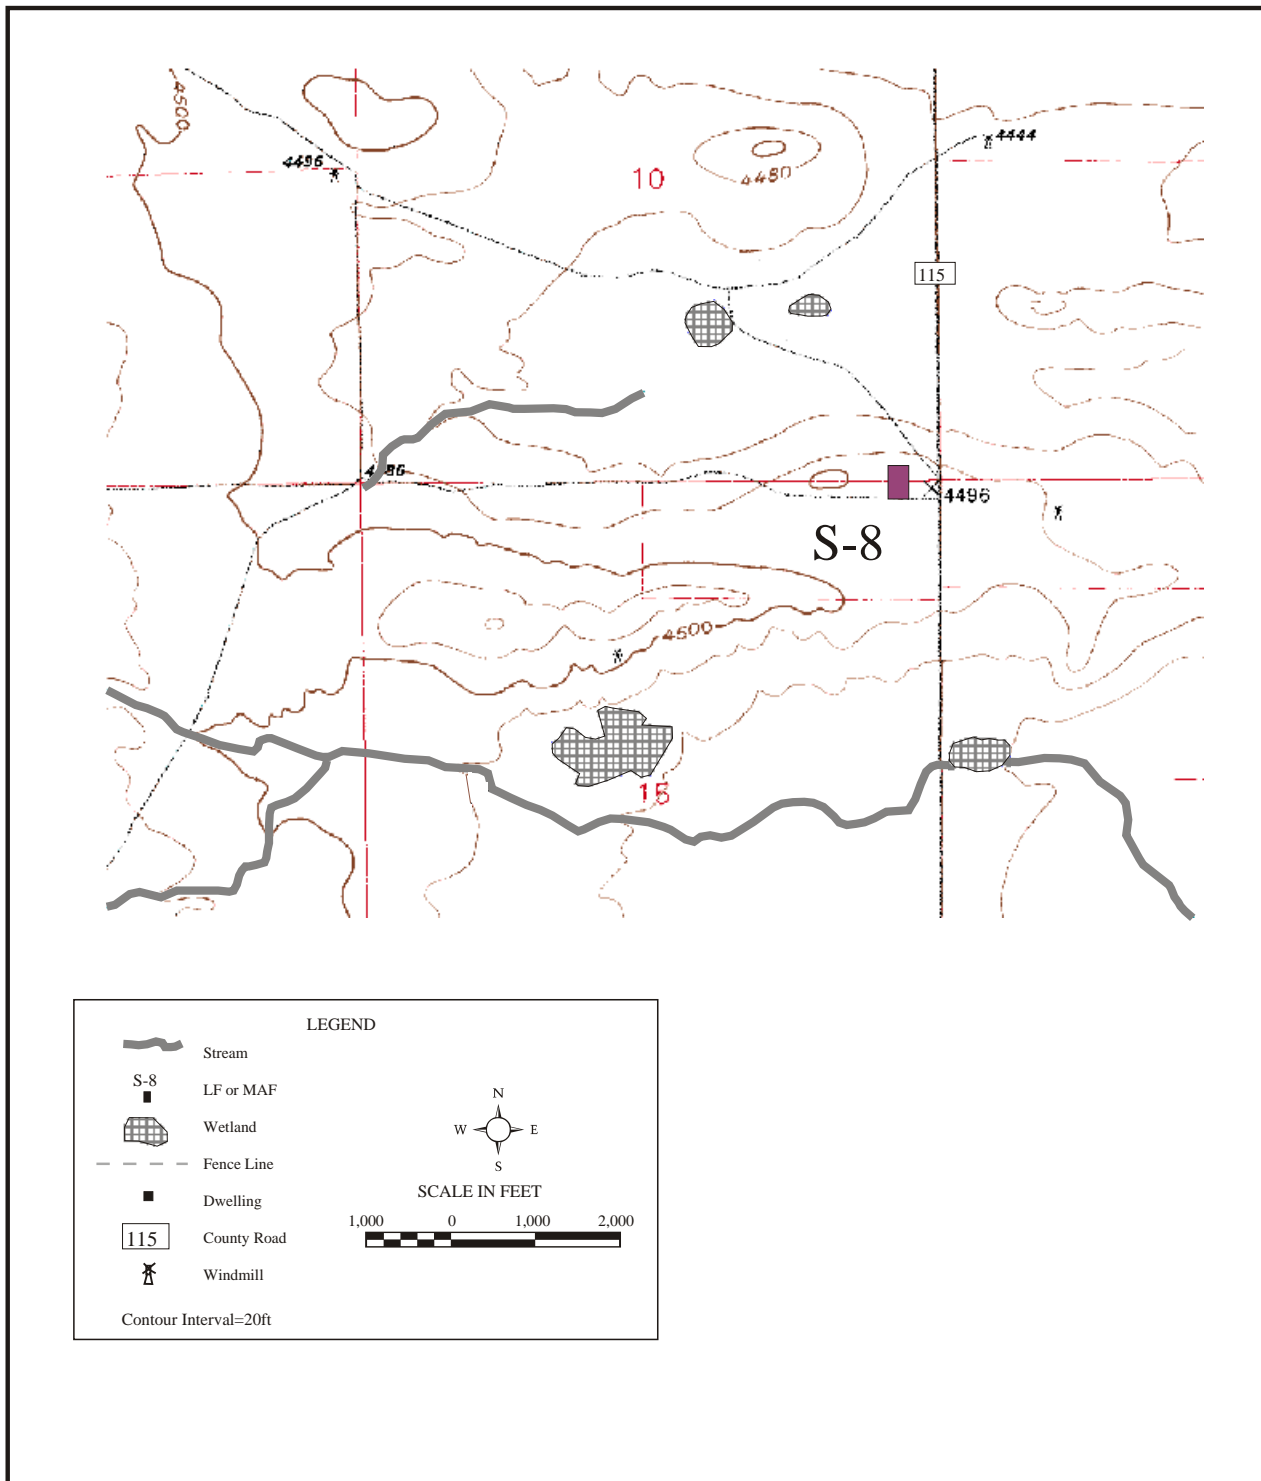 4500
4444
4496
10
4480
115
4486
4496
S-8
4500
15
LEGEND
Stream
S-8
LF or MAF
Wetland
Fence Line
Dwelling
115 County Road
Windmill
Contour Interval=20ft
N
W E
S
SCALE IN FEET
1,000 0 1,000 2,000